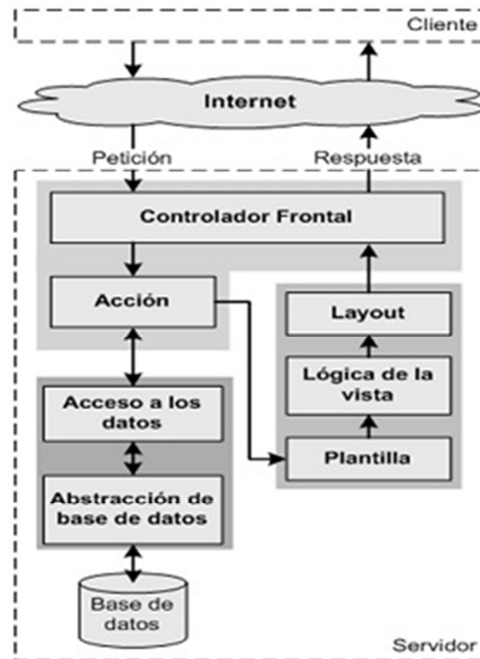 Cliente
Internet
Petición
Respuesta
Controlador Frontal
Acción
Layout
Lógica de la
vista
Acceso a los
datos
Plantilla
Abstracción de
base de datos
Base de
datos
Servidor